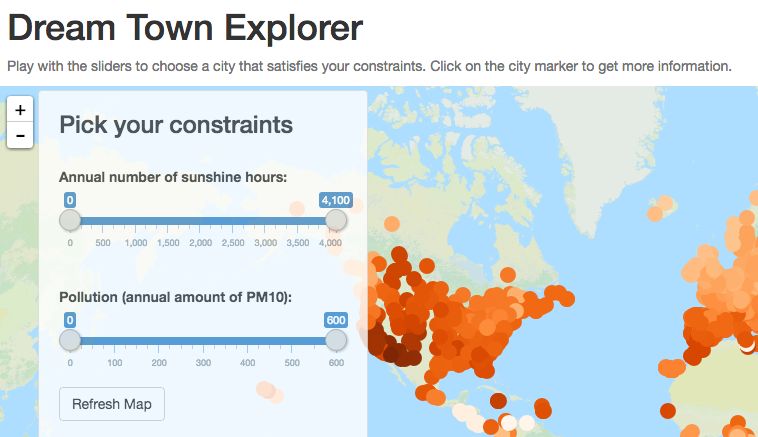 Dream Town Explorer
Play with the sliders to choose a city that satisfies your constraints. Click on the city marker to get more information.
+
-
Pick your constraints
Annual number of sunshine hours:
0 4,100
0 500 1,000 1,500 2,000 2,500 3,000 3,500 4,000
Pollution (annual amount of PM10):
0 600
0 100 200 300 400 500 600
Refresh Map